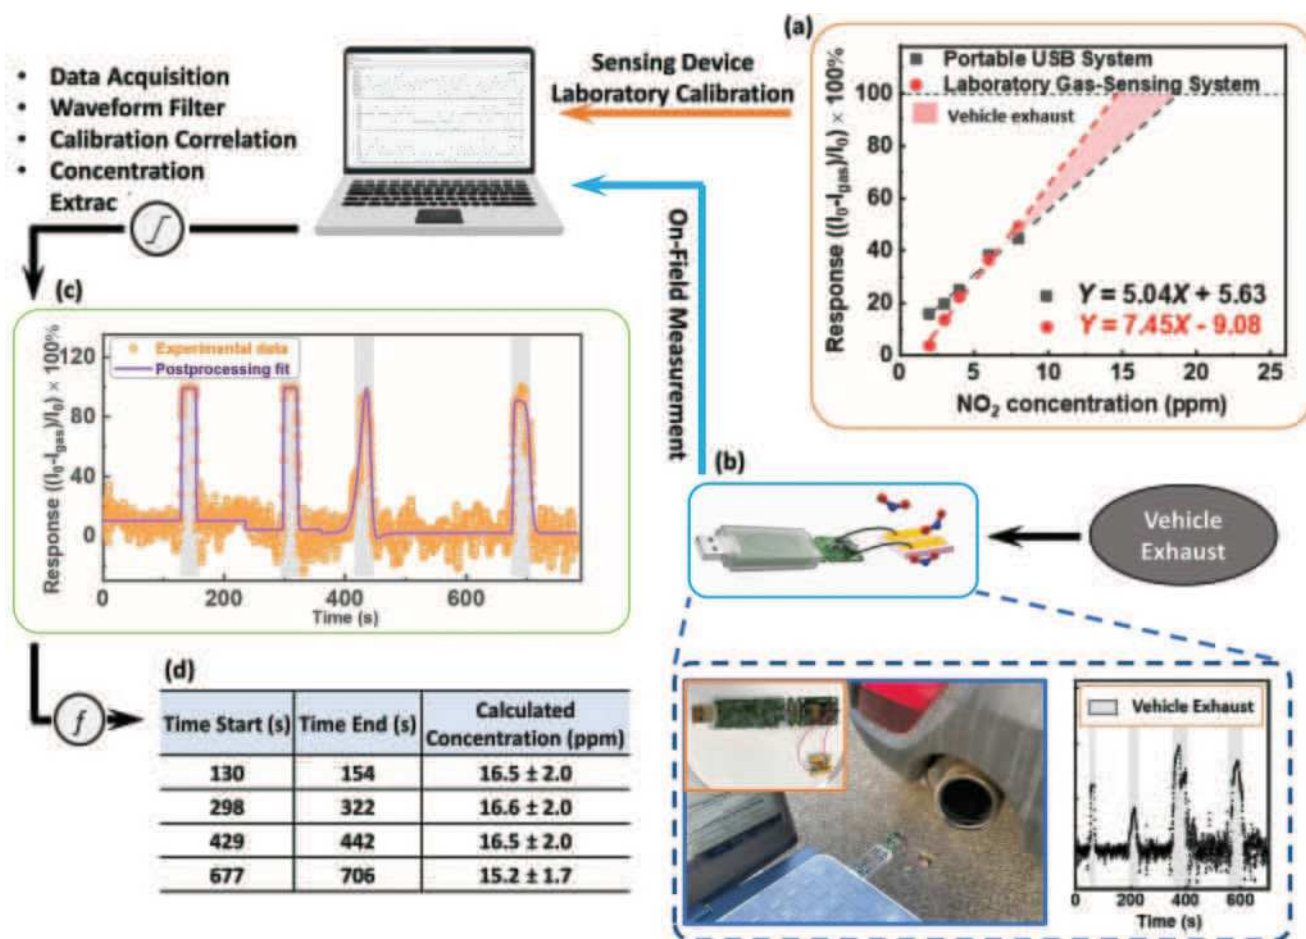 • Data Acquisition
• Waveform Filter
• Calibration Correlation
• Concentration
Extrac
Sensing Device
Laboratory Calibration
On-Field Measurement
(a)
Portable USB System
Laboratory Gas-Sensing System
Vehicle exhaust
Y = 5.04X + 5.63
Y = 7.45X - 9.08
Response ((I₀-I_gas)/I₀) × 100%
100
80
60
40
20
0
0 5 10 15 20 25
NO₂ concentration (ppm)
(c)
Experimental data
Postprocessing fit
Response ((I₀-I_gas)/I₀) × 100%
120
80
40
0
0 200 400 600
Time (s)
(b)
Vehicle
Exhaust
(d)
Time Start (s) Time End (s) Calculated
Concentration (ppm)
130 154 16.5 ± 2.0
298 322 16.6 ± 2.0
429 442 16.5 ± 2.0
677 706 15.2 ± 1.7
f
Vehicle Exhaust
0 200 400 600
Time (s)